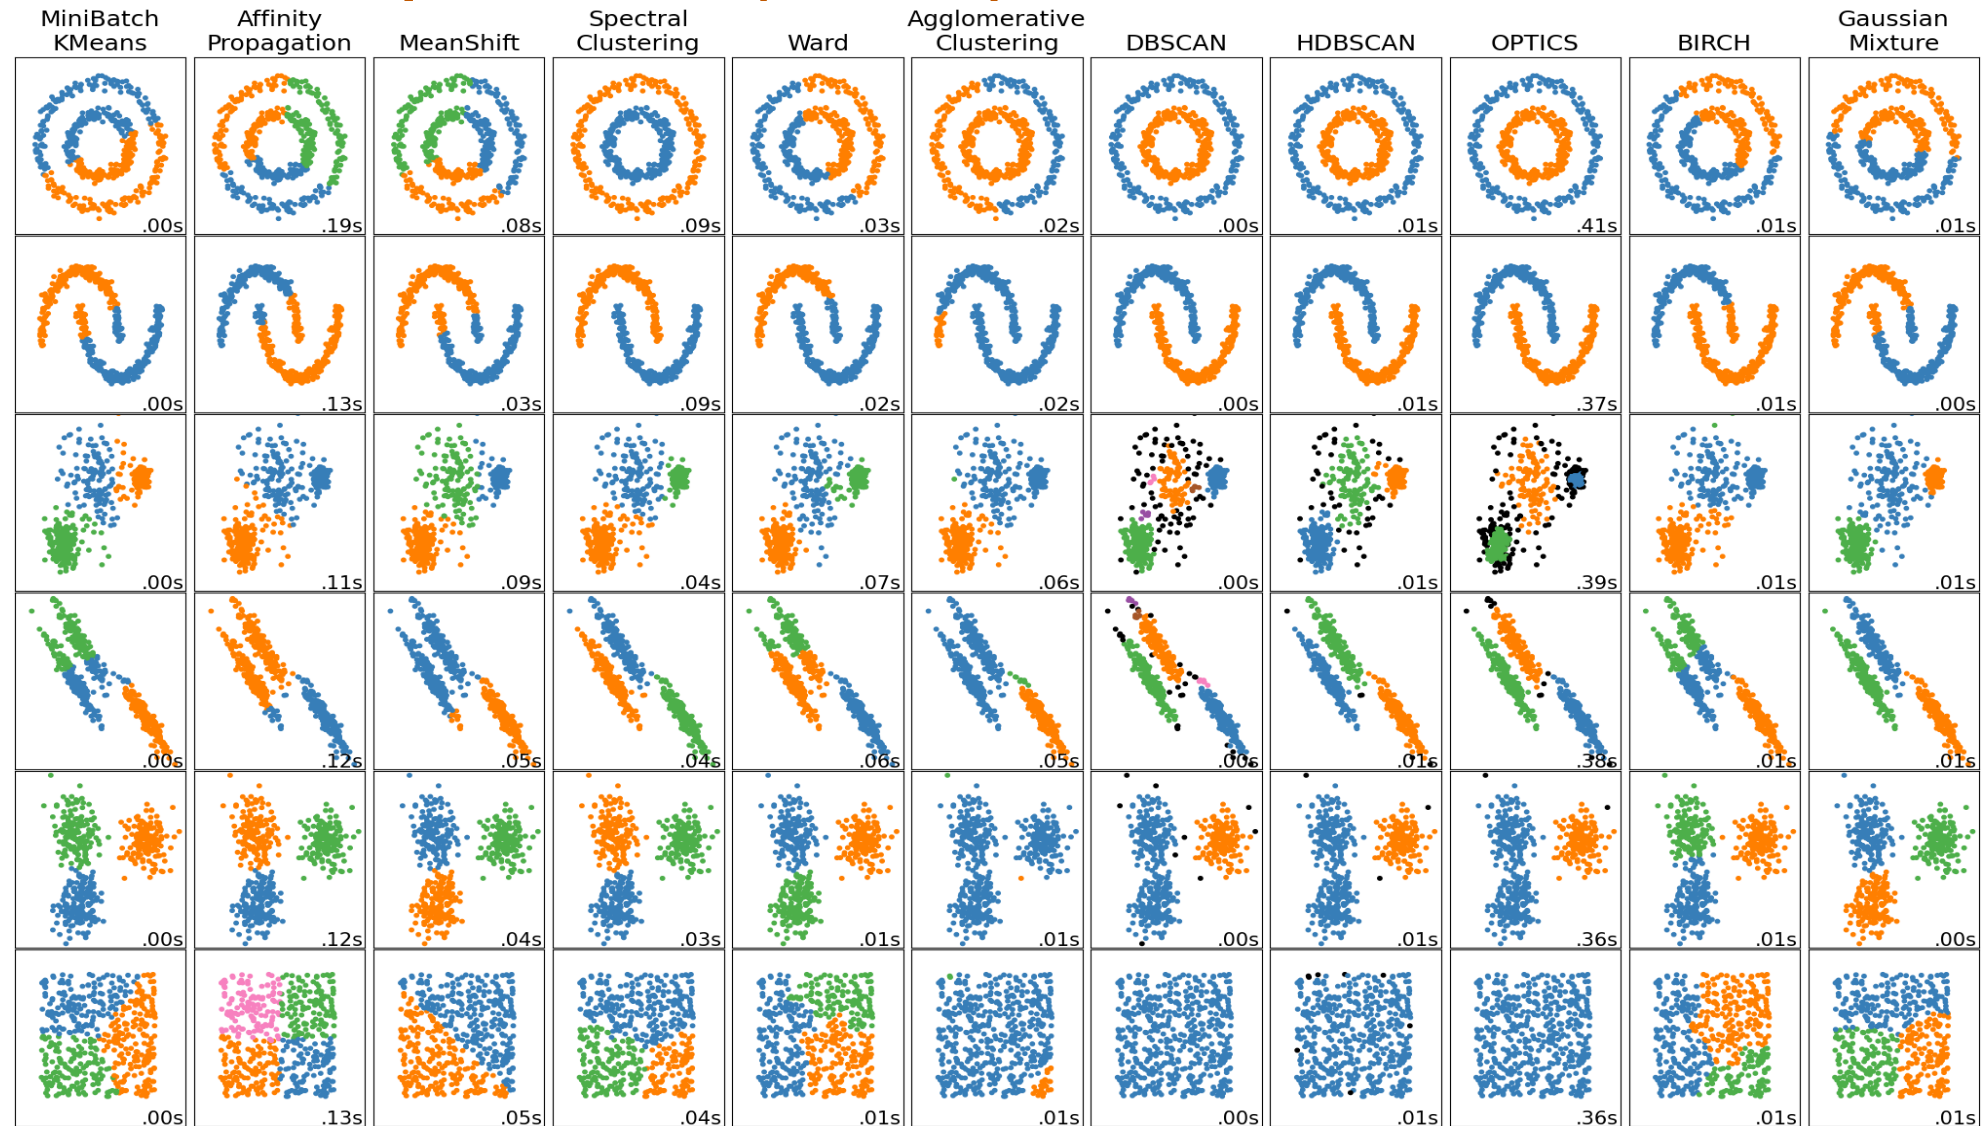 MiniBatch
KMeans
Affinity
Propagation
MeanShift
Spectral
Clustering
Ward
Agglomerative
Clustering
DBSCAN
HDBSCAN
OPTICS
BIRCH
Gaussian
Mixture
.00s .19s .08s .09s .03s .02s .00s .01s .41s .01s .01s
.00s .13s .03s .09s .02s .02s .00s .01s .37s .01s .00s
.00s .11s .09s .04s .07s .06s .00s .01s .39s .01s .01s
.00s .12s .05s .04s .06s .05s .00s .01s .38s .01s .01s
.00s .12s .04s .03s .01s .01s .00s .01s .36s .01s .00s
.00s .13s .05s .04s .01s .01s .00s .01s .36s .01s .01s